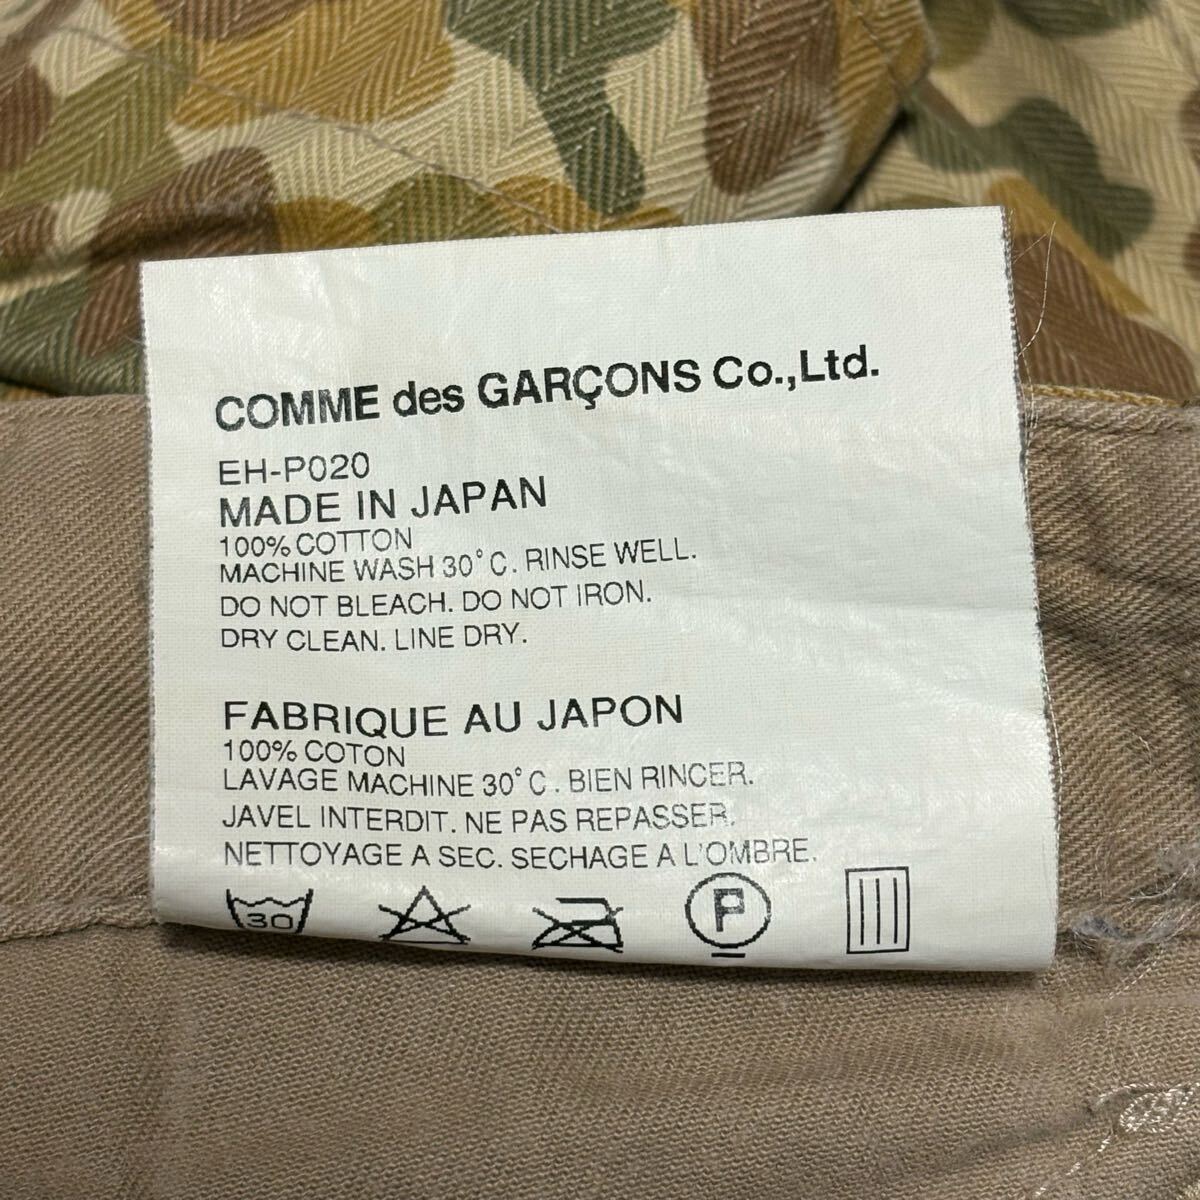 COMME des GARÇONS Co.,Ltd.
EH-P020
MADE IN JAPAN
100% COTTON
MACHINE WASH 30°C. RINSE WELL.
DO NOT BLEACH. DO NOT IRON.
DRY CLEAN. LINE DRY.
FABRIQUE AU JAPON
100% COTON
LAVAGE MACHINE 30°C. BIEN RINCER.
JAVEL INTERDIT. NE PAS REPASSER.
NETTOYAGE A SEC. SECHAGE A L'OMBRE.
30 P